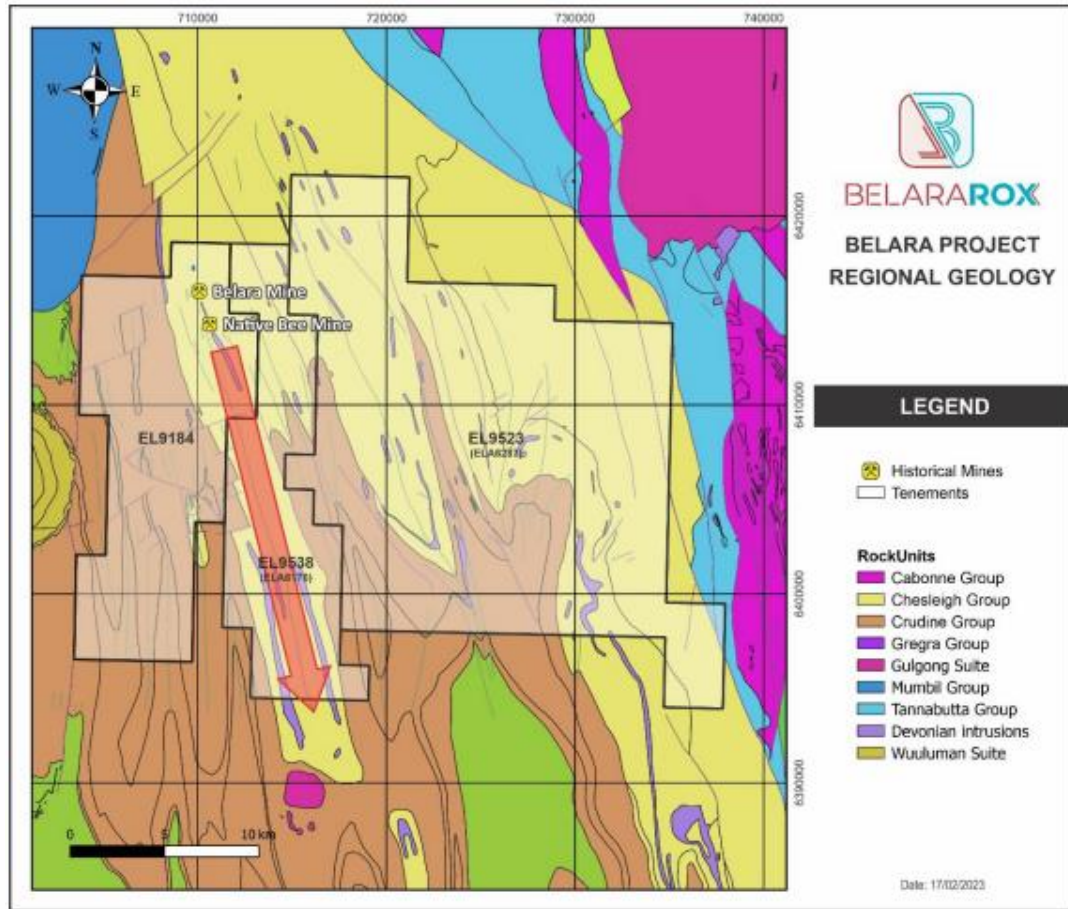 710000
720000
730000
740000
N
W E
S
6420000
Belara Mine
Native Bee Mine
6410000
EL9184
EL9523
EL9538
6400000
6390000
0 5 10 km
BELARAROX
BELARA PROJECT
REGIONAL GEOLOGY
LEGEND
Historical Mines
Tenements
RockUnits
Cabonne Group
Chesleigh Group
Crudine Group
Gregra Group
Gulgong Suite
Mumbil Group
Tannabutta Group
Devonian intrusions
Wuuluman Suite
Date: 17/02/2023